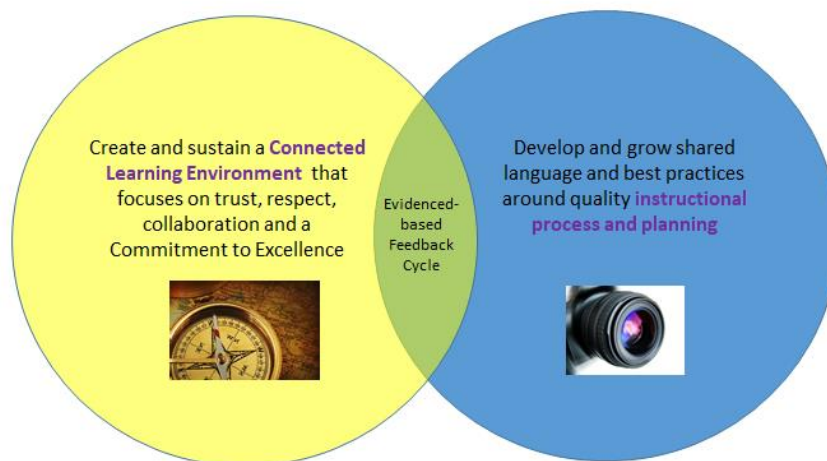 Create and sustain a Connected
Learning Environment that
focuses on trust, respect,
collaboration and a
Commitment to Excellence
Evidenced-
based
Feedback
Cycle
Develop and grow shared
language and best practices
around quality instructional
process and planning